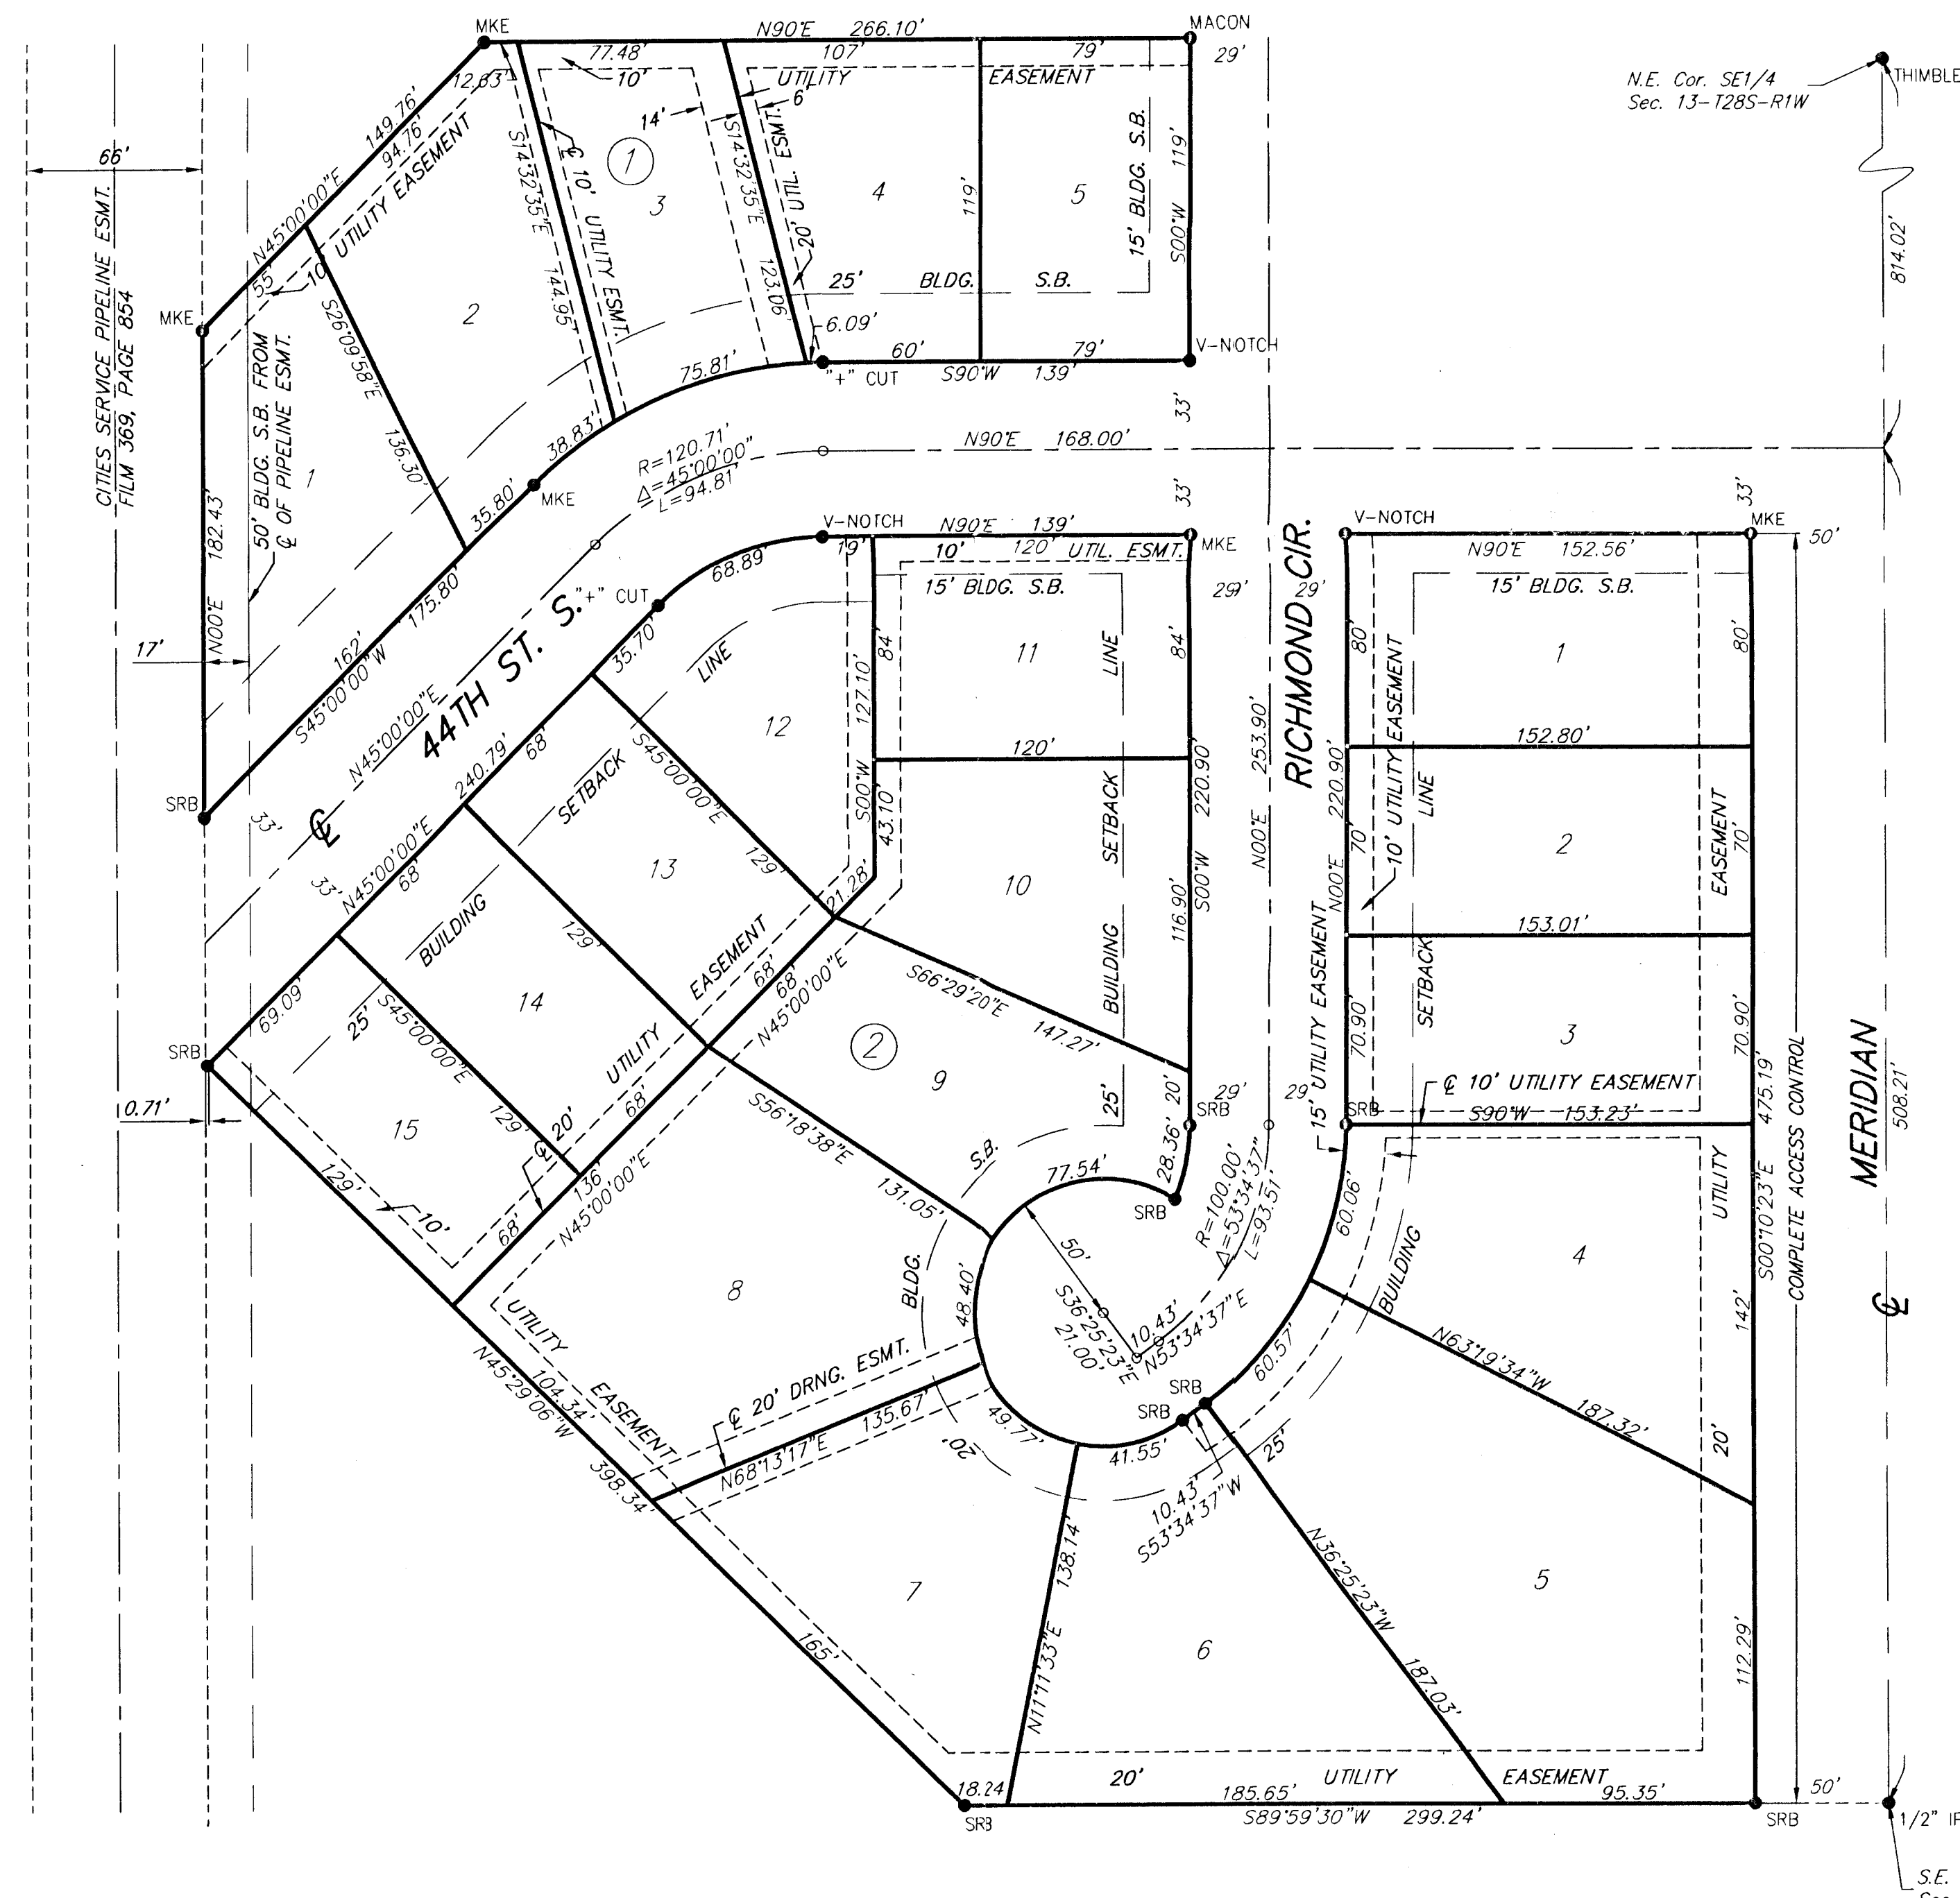 MKE
N90°E 266.10'
MACON
29'
77.48'
107'
79'
10'
UTILITY EASEMENT
12.63'
6'
14'
N.E. Cor. SE1/4
Sec. 13-T28S-R1W
THIMBLE
814.02'
66'
CITIES SERVICE PIPELINE ESMT.
FILM 369, PAGE 854
149.76'
94.76'
N45°00'00"E
10' UTILITY EASEMENT
55'
S14°32'35"E
144.95'
℄ 10' UTILITY ESMT.
1
3
S14°32'35"E
123.06'
20' UTIL. ESMT.
4
119'
5
15' BLDG. S.B.
S00°W 119'
25' BLDG. S.B.
MKE
2
S26°09'58"E
136.30'
50' BLDG. S.B. FROM
℄ OF PIPELINE ESMT.
6.09'
60'
79'
"+" CUT
S90°W 139'
V-NOTCH
75.81'
38.83'
35.80'
MKE
1
N00°E 182.43'
17'
175.80'
162'
S45°00'00"W
SRB
R=120.71'
Δ=45°00'00"
L=94.81'
N90°E 168.00'
33'
33'
33'
V-NOTCH
N90°E 139'
MKE
19'
10' 120' UTIL. ESMT.
15' BLDG. S.B.
29'
29'
V-NOTCH
N90°E 152.56'
MKE
50'
15' BLDG. S.B.
68.89'
"+" CUT
35.70'
44TH ST. S.
N45°00'00"E
℄
33'
33'
LINE
12
84'
127.10'
S00°W
43.10'
11
LINE
84'
120'
RICHMOND CIR.
N00°E 253.90'
80'
1
80'
10' UTILITY EASEMENT
152.80'
240.79'
68'
N45°00'00"E
68'
SETBACK
S45°00'00"E
129'
13
BUILDING
129'
21.28'
10
SETBACK
BUILDING
220.90'
S00°W
116.90'
N00°E 220.90'
70'
LINE
2
EASEMENT
70'
153.01'
15' UTILITY EASEMENT
SETBACK
70.90'
3
70.90'
℄ 10' UTILITY EASEMENT
S90°W 153.23'
69.09'
SRB
0.71'
25'
14
S45°00'00"E
129'
EASEMENT
UTILITY
68'
68'
N45°00'00"E
S66°29'20"E
147.27'
2
9
25'
20'
29'
29'
SRB
SRB
475.19'
S00°10'23"E
COMPLETE ACCESS CONTROL
MERIDIAN
℄
508.21'
15
68'
℄ 20'
136'
68'
N45°00'00"E
10'
129'
S56°18'38"E
131.05'
S.B.
77.54'
28.36'
SRB
R=100.00'
Δ=53°34'37"
L=93.51'
60.06'
BUILDING
4
UTILITY
142'
50'
S36°25'23"E
21.00'
10.43'
N53°34'37"E
48.40'
BLDG.
8
UTILITY EASEMENT
N45°29'06"W
104.34'
398.34'
℄ 20' DRNG. ESMT.
N68°13'17"E
135.67'
20'
49.77'
41.55'
SRB
SRB
60.57'
25'
10.43'
S53°34'37"W
N63°19'34"W
187.32'
20'
7
138.14'
N11°11'33"E
165'
6
N36°25'23"W
187.03'
5
112.29'
18.24
SRB
20' UTILITY EASEMENT
185.65'
95.35'
S89°59'30"W 299.24'
SRB
50'
1/2"
S.E.